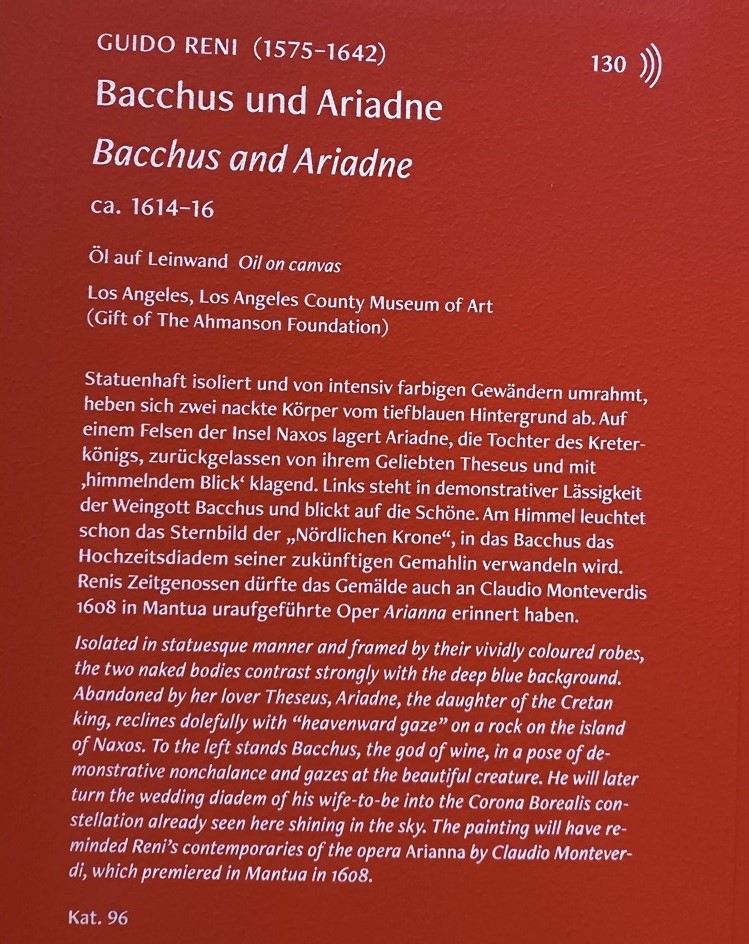 GUIDO RENI (1575–1642)
130
Bacchus und Ariadne
Bacchus and Ariadne
ca. 1614–16
Öl auf Leinwand Oil on canvas
Los Angeles, Los Angeles County Museum of Art
(Gift of The Ahmanson Foundation)
Statuenhaft isoliert und von intensiv farbigen Gewändern umrahmt,
heben sich zwei nackte Körper vom tiefblauen Hintergrund ab. Auf
einem Felsen der Insel Naxos lagert Ariadne, die Tochter des Kreter-
königs, zurückgelassen von ihrem Geliebten Theseus und mit
‚himmelndem Blick‘ klagend. Links steht in demonstrativer Lässigkeit
der Weingott Bacchus und blickt auf die Schöne. Am Himmel leuchtet
schon das Sternbild der „Nördlichen Krone“, in das Bacchus das
Hochzeitsdiadem seiner zukünftigen Gemahlin verwandeln wird.
Renis Zeitgenossen dürfte das Gemälde auch an Claudio Monteverdis
1608 in Mantua uraufgeführte Oper Arianna erinnert haben.
Isolated in statuesque manner and framed by their vividly coloured robes,
the two naked bodies contrast strongly with the deep blue background.
Abandoned by her lover Theseus, Ariadne, the daughter of the Cretan
king, reclines dolefully with “heavenward gaze” on a rock on the island
of Naxos. To the left stands Bacchus, the god of wine, in a pose of de-
monstrative nonchalance and gazes at the beautiful creature. He will later
turn the wedding diadem of his wife-to-be into the Corona Borealis con-
stellation already seen here shining in the sky. The painting will have re-
minded Reni’s contemporaries of the opera Arianna by Claudio Montever-
di, which premiered in Mantua in 1608.
Kat. 96